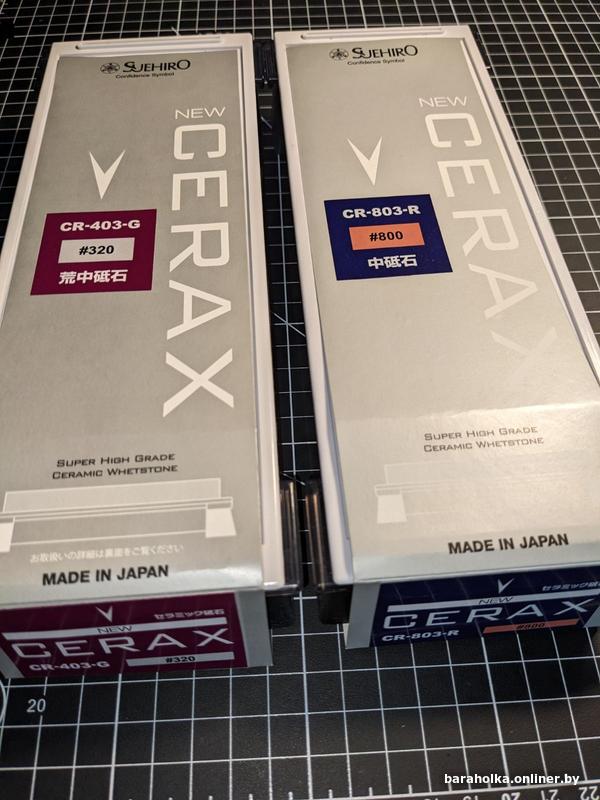 SUEHIRO
Confidence Symbol
NEW
CERAX
CR-403-G
#320
荒中砥石
SUPER HIGH GRADE
CERAMIC WHETSTONE
お取扱いの詳細は裏面をご覧ください
MADE IN JAPAN
セラミック砥石
NEW
CERAX
CR-403-G
#320
SUEHIRO
Confidence Symbol
NEW
CERAX
CR-803-R
#800
中砥石
SUPER HIGH GRADE
CERAMIC WHETSTONE
MADE IN JAPAN
セラミック砥石
NEW
CERAX
CR-803-R
#800
20
20
21
22
baraholka.onliner.by